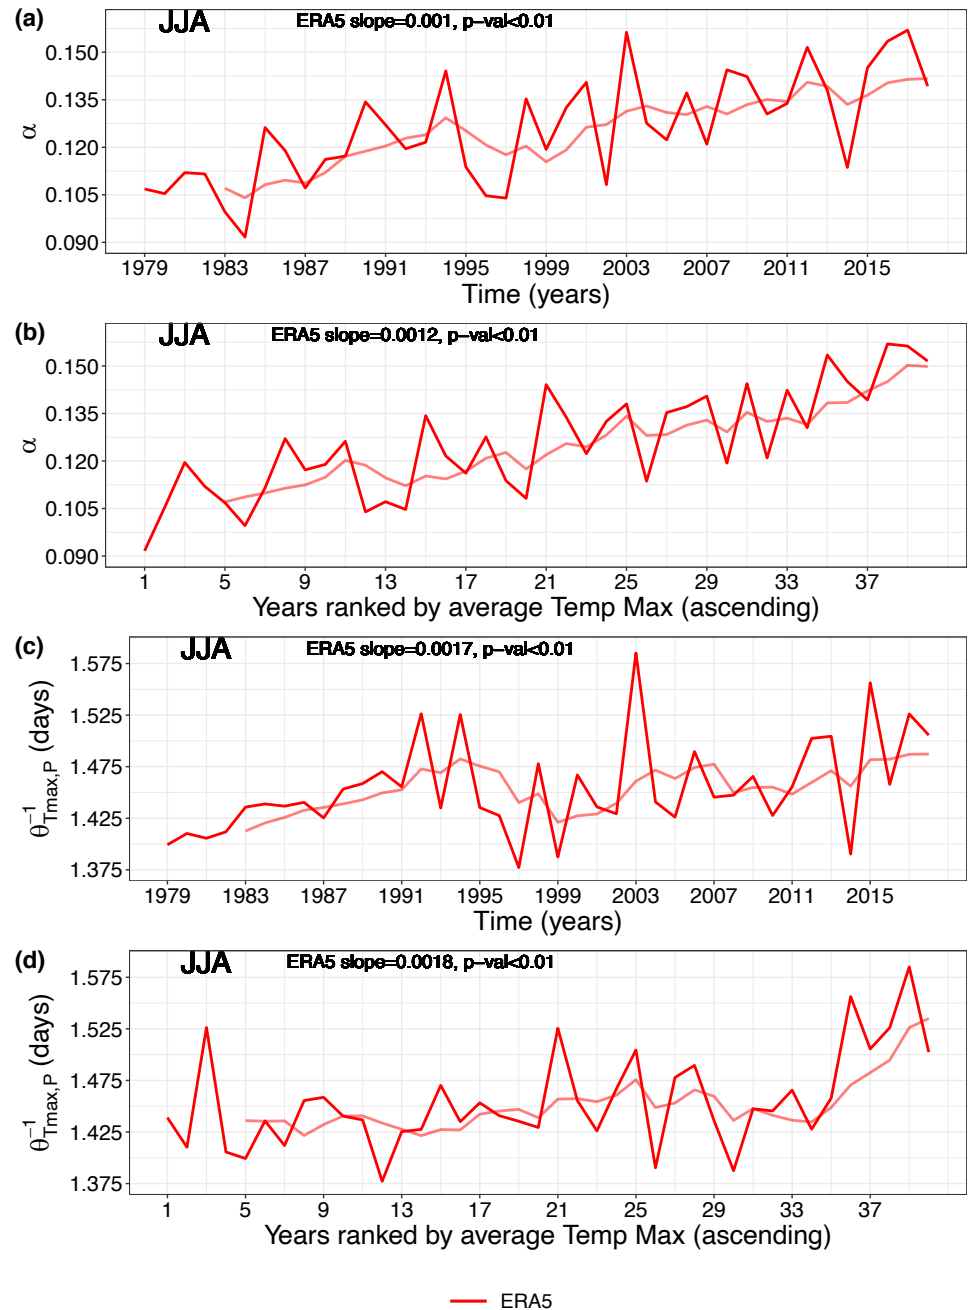 (a) JJA ERA5 slope=0.001, p-val<0.01
α
0.150
0.135
0.120
0.105
0.090
1979 1983 1987 1991 1995 1999 2003 2007 2011 2015
Time (years)
(b) JJA ERA5 slope=0.0012, p-val<0.01
α
0.150
0.135
0.120
0.105
0.090
1 5 9 13 17 21 25 29 33 37
Years ranked by average Temp Max (ascending)
(c) JJA ERA5 slope=0.0017, p-val<0.01
θ⁻¹Tmax,P (days)
1.575
1.525
1.475
1.425
1.375
1979 1983 1987 1991 1995 1999 2003 2007 2011 2015
Time (years)
(d) JJA ERA5 slope=0.0018, p-val<0.01
θ⁻¹Tmax,P (days)
1.575
1.525
1.475
1.425
1.375
1 5 9 13 17 21 25 29 33 37
Years ranked by average Temp Max (ascending)
ERA5